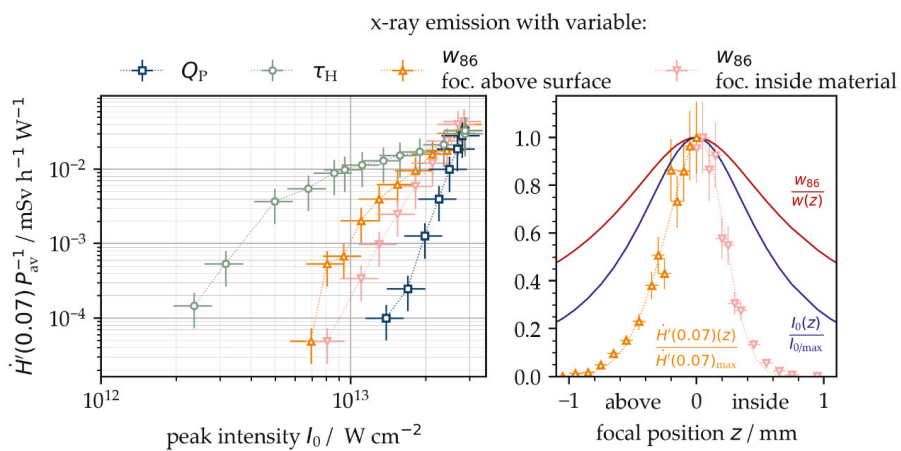 x-ray emission with variable:
Q_P
τ_H
w_86
foc. above surface
w_86
foc. inside material
Ḣ′(0.07) P_av^−1 / mSv h^−1 W^−1
10^−2
10^−3
10^−4
10^12
10^13
peak intensity I_0 / W cm^−2
1.0
0.8
0.6
0.4
0.2
0.0
w_86
w(z)
I_0(z)
I_0/max
Ḣ′(0.07)(z)
Ḣ′(0.07)_max
−1 above 0 inside 1
focal position z / mm